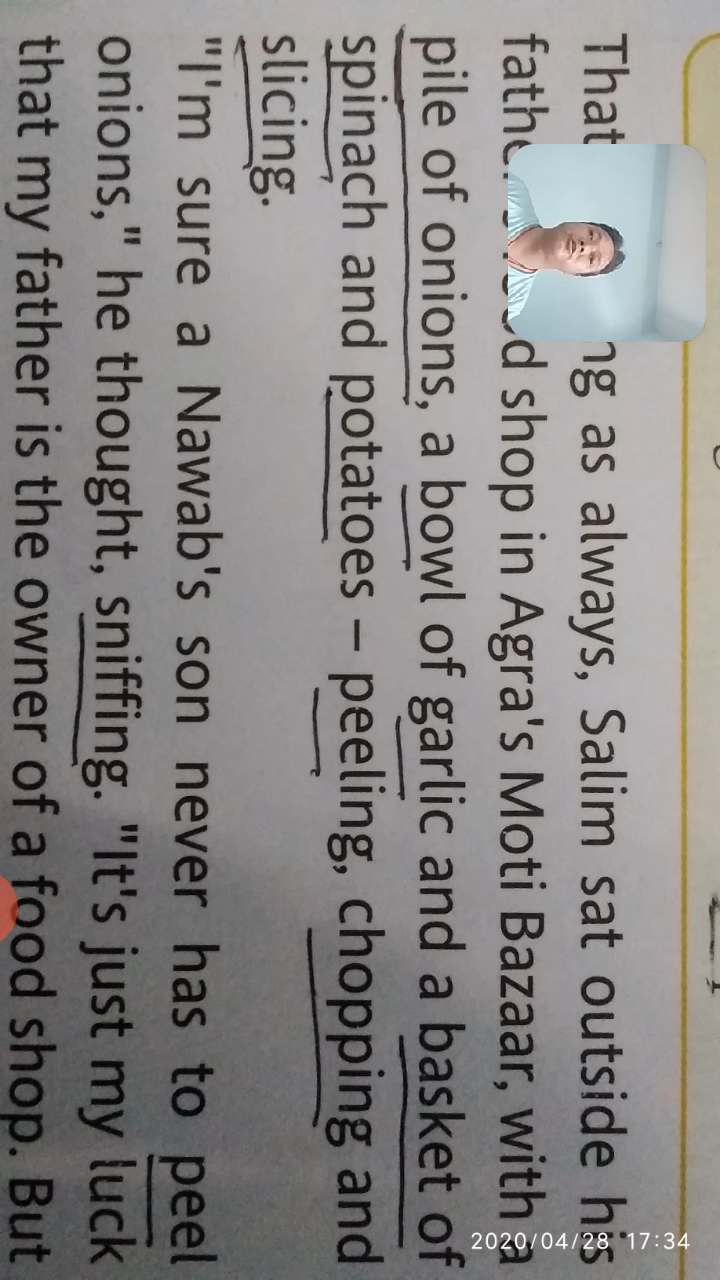 That ng as always, Salim sat outside his
shop in Agra's Moti Bazaar, with a
pile of onions, a bowl of garlic and a basket of
spinach and potatoes – peeling, chopping and
slicing.
"I'm sure a Nawab's son never has to peel
onions," he thought, sniffing. "It's just my luck
that my father is the owner of a food shop. But
2020/04/28 17:34